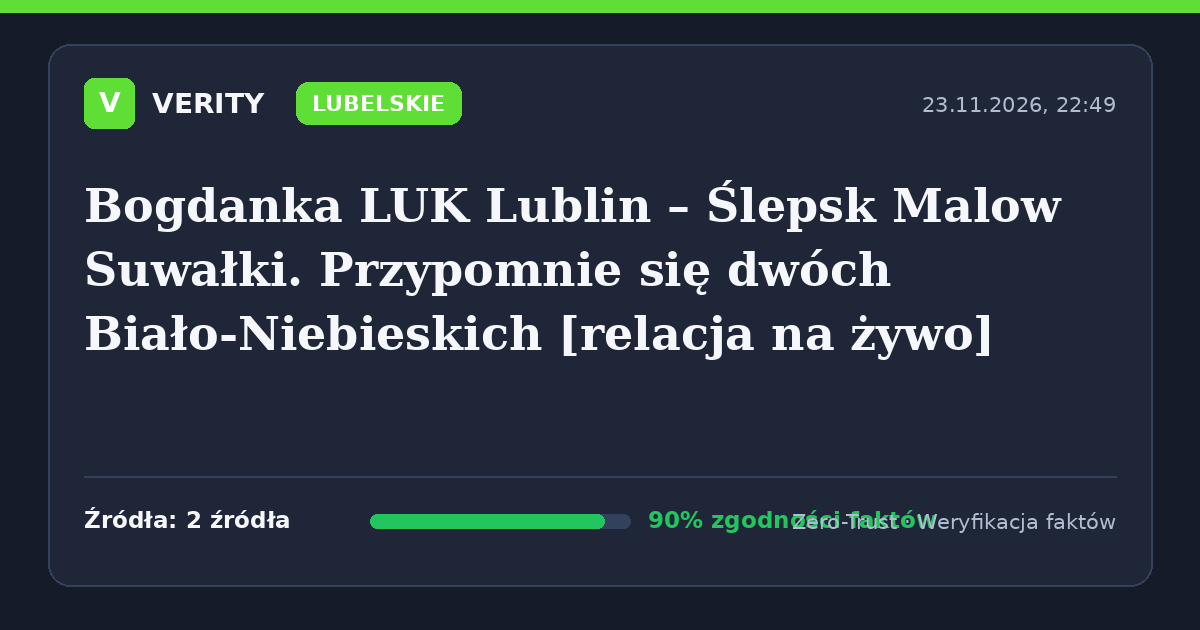 V VERITY LUBELSKIE 23.11.2026, 22:49
Bogdanka LUK Lublin – Ślepsk Malow
Suwałki. Przypomnie się dwóch
Biało-Niebieskich [relacja na żywo]
Źródła: 2 źródła 90% zgodności faktów Zero-Trust · Weryfikacja faktów